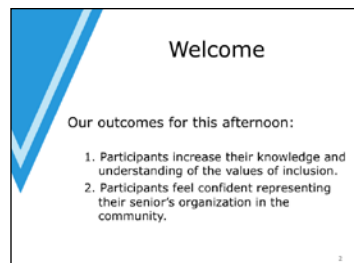 Welcome
Our outcomes for this afternoon:
1. Participants increase their knowledge and
understanding of the values of inclusion.
2. Participants feel confident representing
their senior's organization in the
community.
2